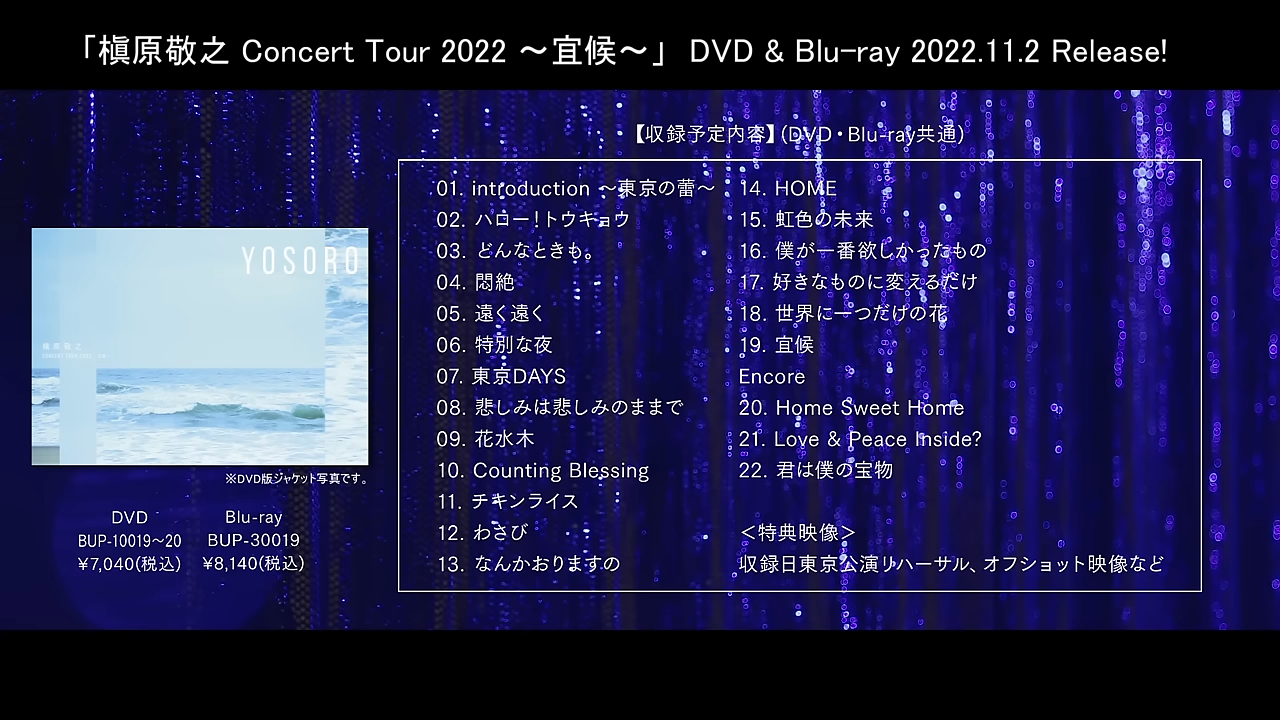 「槇原敬之 Concert Tour 2022 ～宜候～」 DVD & Blu-ray 2022.11.2 Release!
【収録予定内容】(DVD・Blu-ray共通)
YOSORO
槇原敬之
※DVD版ジャケット写真です。
DVD
BUP-10019～20
¥7,040(税込)
Blu-ray
BUP-30019
¥8,140(税込)
01. introduction ～東京の蕾～
02. ハロー！トウキョウ
03. どんなときも。
04. 悶絶
05. 遠く遠く
06. 特別な夜
07. 東京DAYS
08. 悲しみは悲しみのままで
09. 花水木
10. Counting Blessing
11. チキンライス
12. わさび
13. なんかおりますの
14. HOME
15. 虹色の未来
16. 僕が一番欲しかったもの
17. 好きなものに変えるだけ
18. 世界に一つだけの花
19. 宜候
Encore
20. Home Sweet Home
21. Love & Peace Inside?
22. 君は僕の宝物
＜特典映像＞
収録日東京公演リハーサル、オフショット映像など